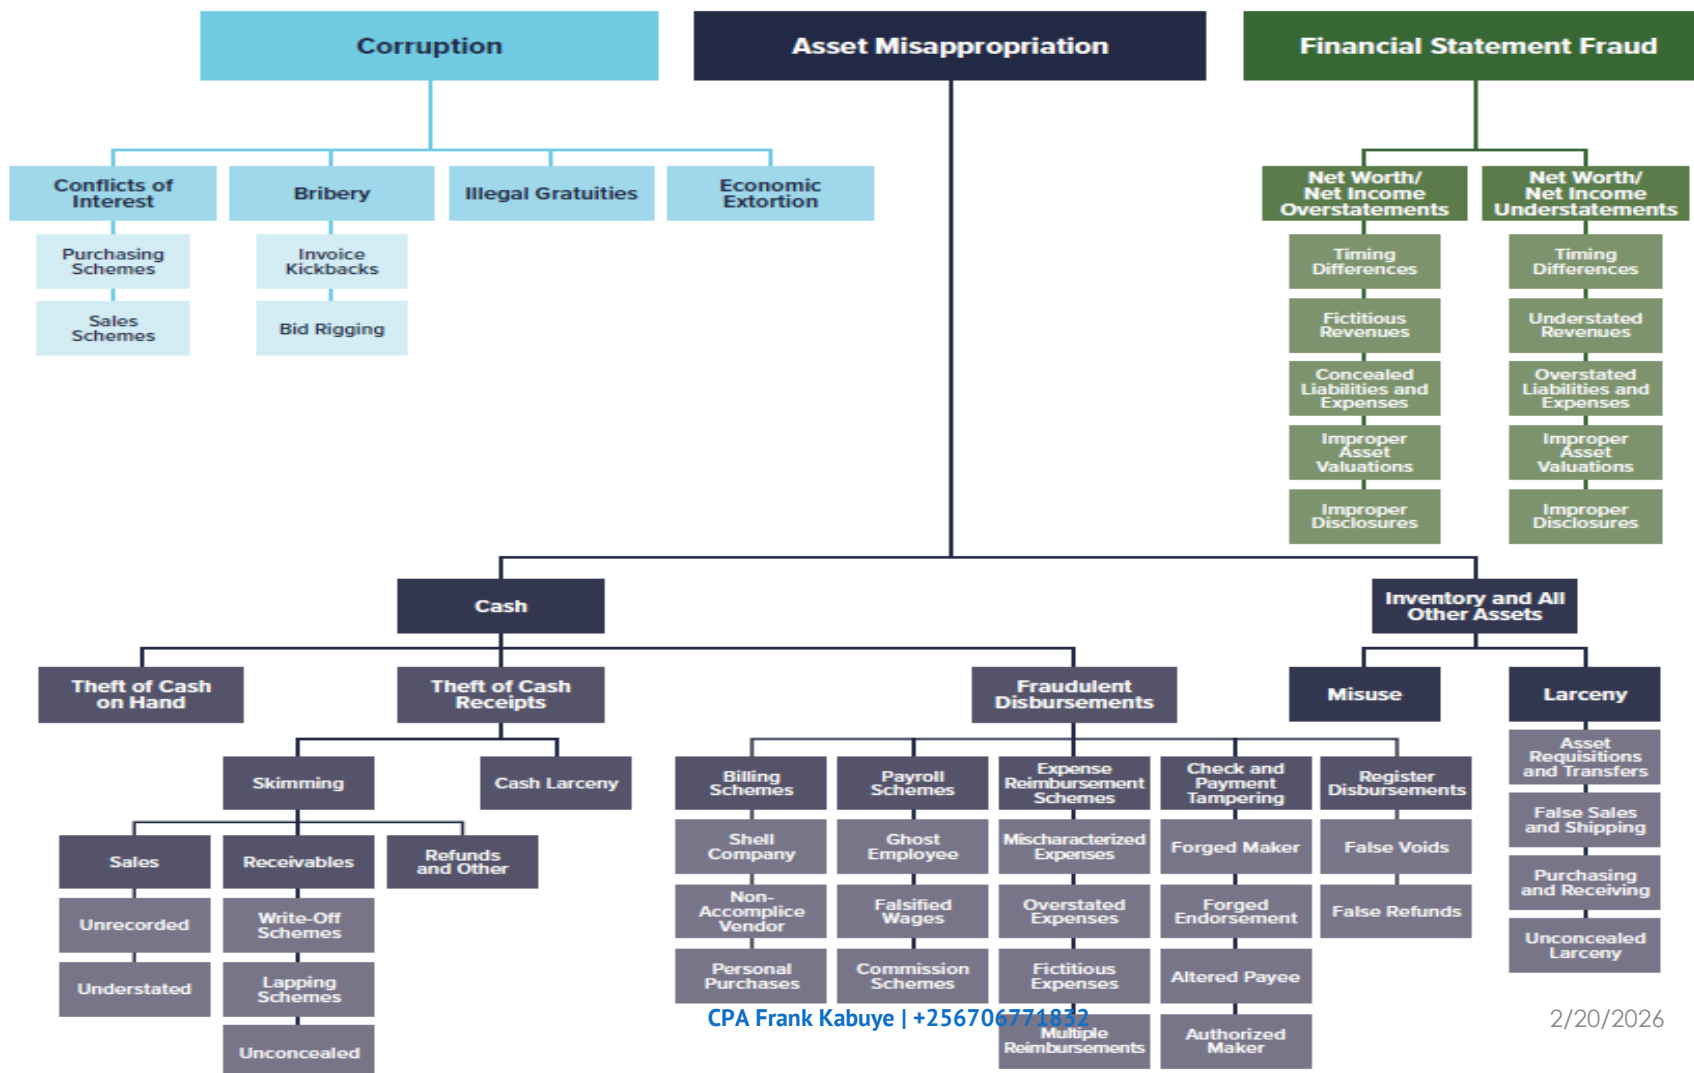 Corruption
Asset Misappropriation
Financial Statement Fraud
Conflicts of
Interest
Bribery
Illegal Gratuities
Economic
Extortion
Purchasing
Schemes
Sales
Schemes
Invoice
Kickbacks
Bid Rigging
Net Worth/
Net Income
Overstatements
Net Worth/
Net Income
Understatements
Timing
Differences
Fictitious
Revenues
Concealed
Liabilities and
Expenses
Improper
Asset
Valuations
Improper
Disclosures
Timing
Differences
Understated
Revenues
Overstated
Liabilities and
Expenses
Improper
Asset
Valuations
Improper
Disclosures
Cash
Inventory and All
Other Assets
Theft of Cash
on Hand
Theft of Cash
Receipts
Fraudulent
Disbursements
Misuse
Larceny
Skimming
Cash Larceny
Sales
Receivables
Refunds
and Other
Unrecorded
Understated
Write-Off
Schemes
Lapping
Schemes
Unconcealed
Billing
Schemes
Shell
Company
Non-
Accomplice
Vendor
Personal
Purchases
Payroll
Schemes
Ghost
Employee
Falsified
Wages
Commission
Schemes
Expense
Reimbursement
Schemes
Mischaracterized
Expenses
Overstated
Expenses
Fictitious
Expenses
Multiple
Reimbursements
Check and
Payment
Tampering
Forged Maker
Forged
Endorsement
Altered Payee
Authorized
Maker
Register
Disbursements
False Voids
False Refunds
Asset
Requisitions
and Transfers
False Sales
and Shipping
Purchasing
and Receiving
Unconcealed
Larceny
CPA Frank Kabuye | +256706771832
2/20/2026